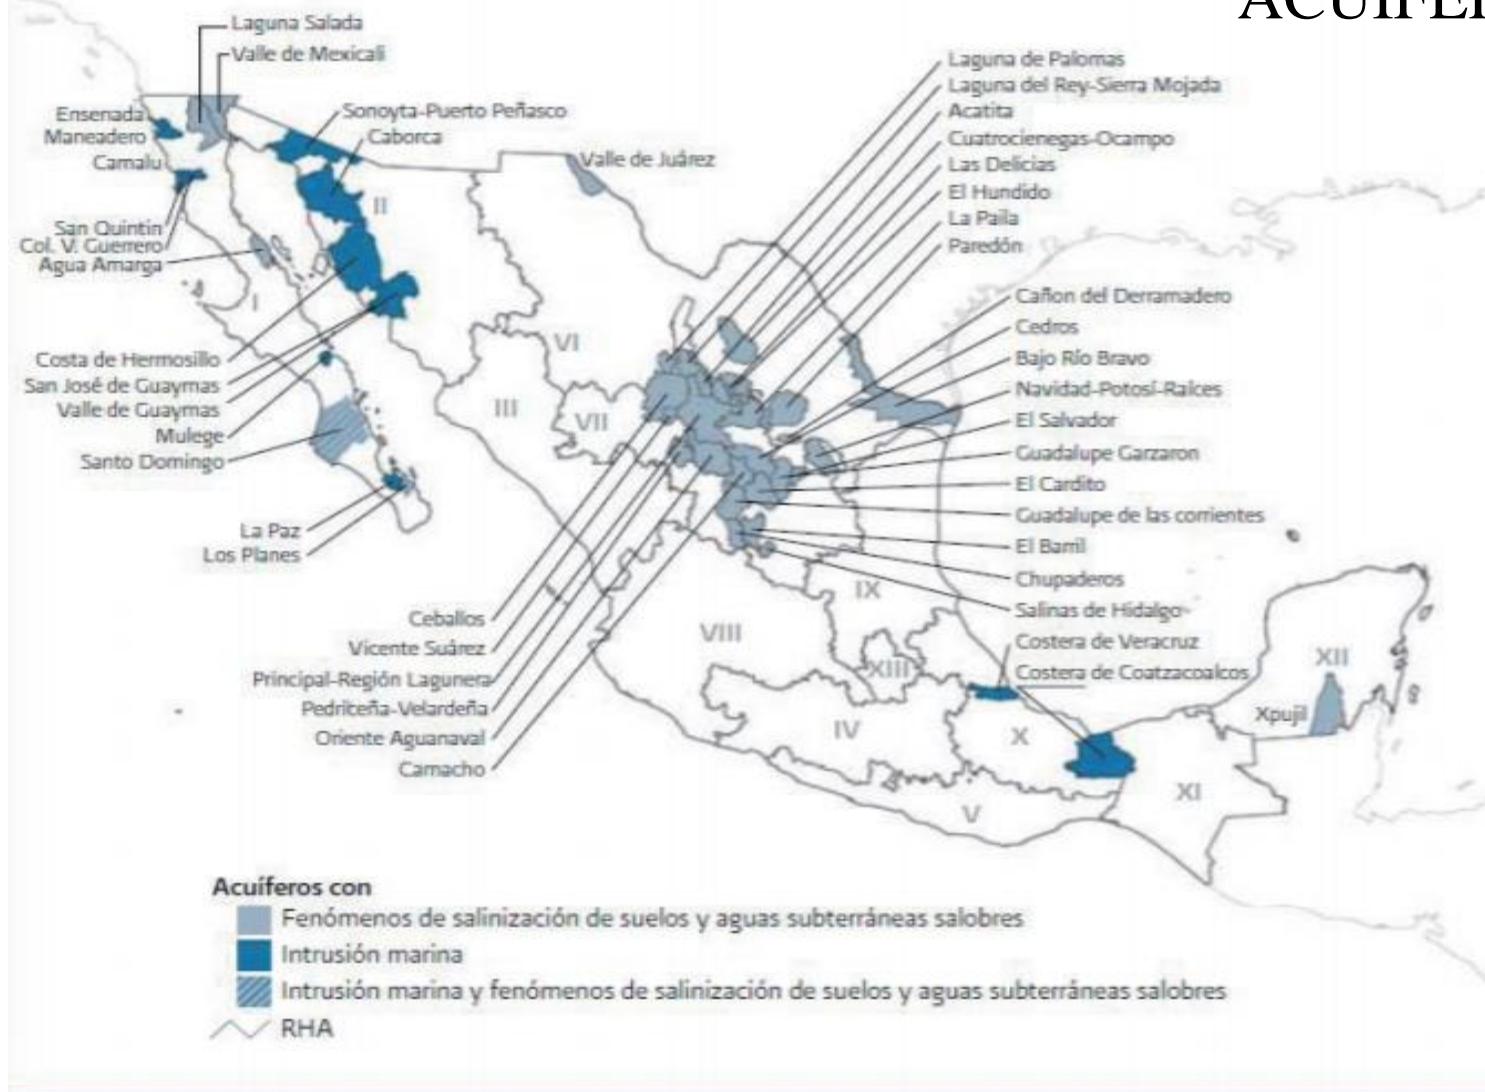 Laguna Salada
Valle de Mexicali
Ensenada
Maneadero
Camalu
San Quintin
Col. V. Guerrero
Agua Amarga
Sonoyta-Puerto Peñasco
Caborca
Valle de Juárez
Laguna de Palomas
Laguna del Rey-Sierra Mojada
Acatita
Cuatrocienegas-Ocampo
Las Delicias
El Hundido
La Paila
Paredón
Cañon del Derramadero
Cedros
Bajo Río Bravo
Navidad-Potosí-Raíces
El Salvador
Guadalupe Garzaron
El Cardito
Guadalupe de las corrientes
El Barril
Chupaderos
Salinas de Hidalgo
Costera de Veracruz
Costera de Coatzacoalcos
Xpujil
Costa de Hermosillo
San José de Guaymas
Valle de Guaymas
Mulege
Santo Domingo
La Paz
Los Planes
Ceballos
Vicente Suárez
Principal-Región Lagunera
Pedriceña-Velardeña
Oriente Aguanaval
Camacho
I
II
III
IV
V
VI
VII
VIII
IX
X
XI
XII
XIII
Acuíferos con
Fenómenos de salinización de suelos y aguas subterráneas salobres
Intrusión marina
Intrusión marina y fenómenos de salinización de suelos y aguas subterráneas salobres
RHA